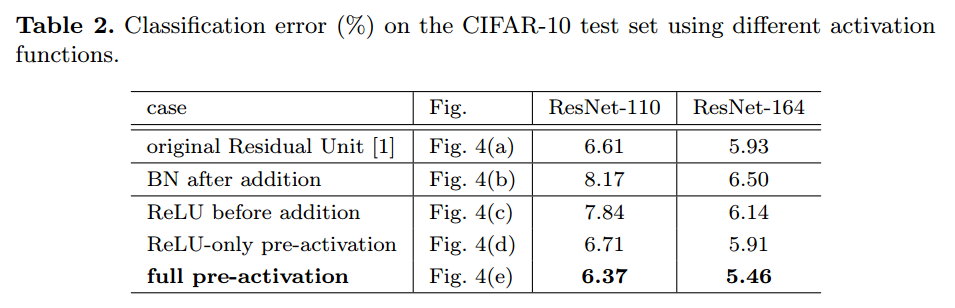 Table 2. Classification error (%) on the CIFAR-10 test set using different activation
functions.
case Fig. ResNet-110 ResNet-164
original Residual Unit [1] Fig. 4(a) 6.61 5.93
BN after addition Fig. 4(b) 8.17 6.50
ReLU before addition Fig. 4(c) 7.84 6.14
ReLU-only pre-activation Fig. 4(d) 6.71 5.91
full pre-activation Fig. 4(e) 6.37 5.46